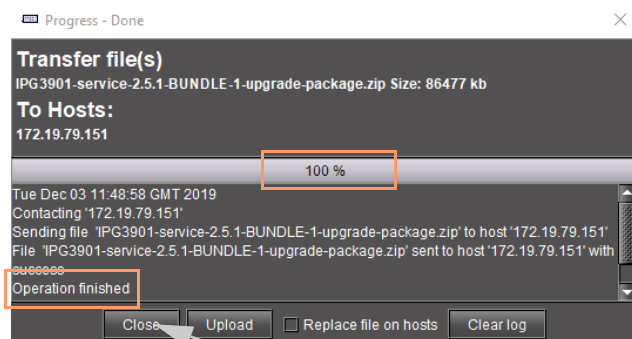 Progress - Done
Transfer file(s)
IPG3901-service-2.5.1-BUNDLE-1-upgrade-package.zip Size: 86477 kb
To Hosts:
172.19.79.151
100 %
Tue Dec 03 11:48:58 GMT 2019
Contacting '172.19.79.151'
Sending file 'IPG3901-service-2.5.1-BUNDLE-1-upgrade-package.zip' to host '172.19.79.151'
File 'IPG3901-service-2.5.1-BUNDLE-1-upgrade-package.zip' sent to host '172.19.79.151' with
success
Operation finished
Close Upload Replace file on hosts Clear log